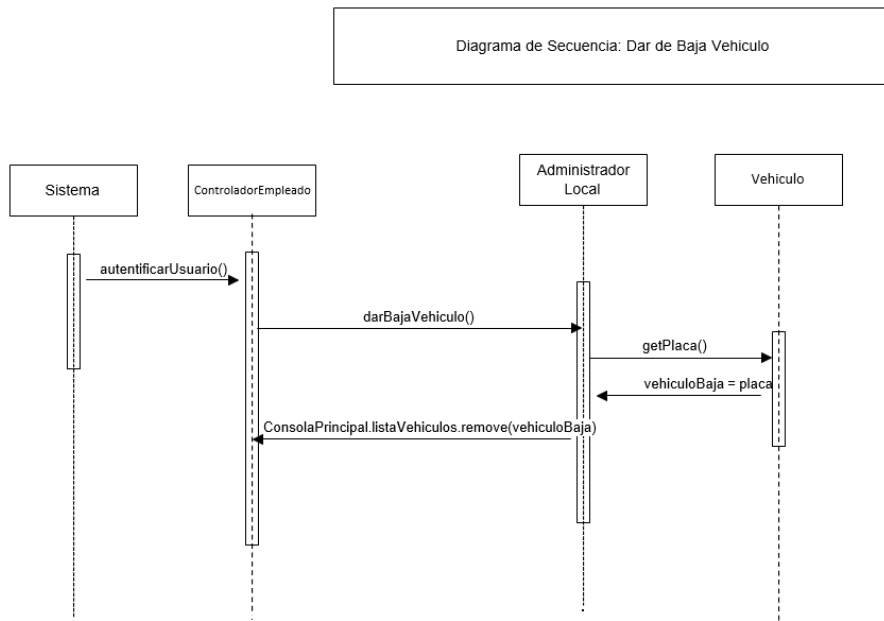 Diagrama de Secuencia: Dar de Baja Vehiculo
Sistema
ControladorEmpleado
Administrador
Local
Vehiculo
autentificarUsuario()
darBajaVehiculo()
getPlaca()
vehiculoBaja = placa
ConsolaPrincipal.listaVehiculos.remove(vehiculoBaja)